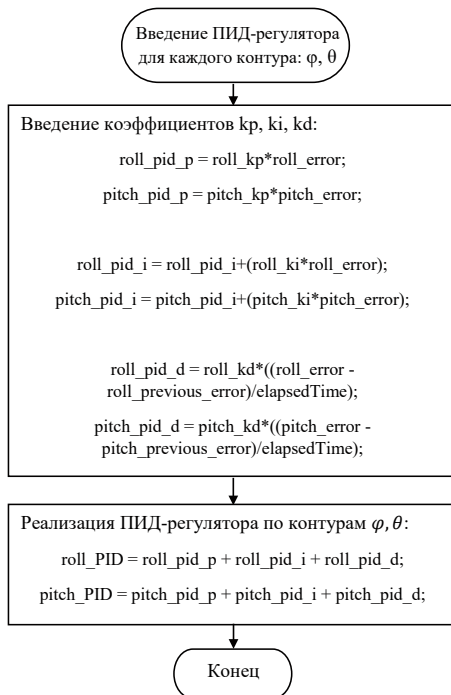 Введение ПИД-регулятора
для каждого контура: φ, θ
Введение коэффициентов kp, ki, kd:
roll_pid_p = roll_kp*roll_error;
pitch_pid_p = pitch_kp*pitch_error;
roll_pid_i = roll_pid_i+(roll_ki*roll_error);
pitch_pid_i = pitch_pid_i+(pitch_ki*pitch_error);
roll_pid_d = roll_kd*((roll_error -
roll_previous_error)/elapsedTime);
pitch_pid_d = pitch_kd*((pitch_error -
pitch_previous_error)/elapsedTime);
Реализация ПИД-регулятора по контурам φ, θ:
roll_PID = roll_pid_p + roll_pid_i + roll_pid_d;
pitch_PID = pitch_pid_p + pitch_pid_i + pitch_pid_d;
Конец